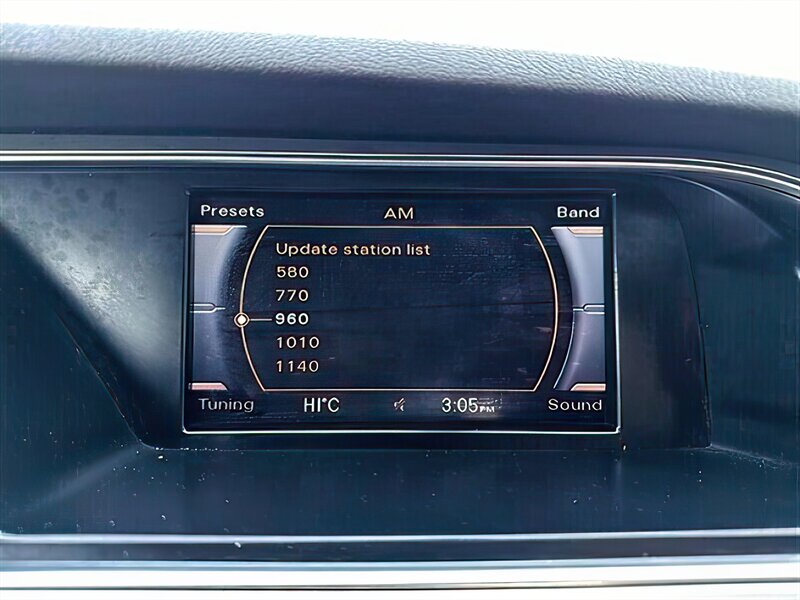 Presets AM Band
Update station list
580
770
960
1010
1140
Tuning HI°C 3:05PM Sound